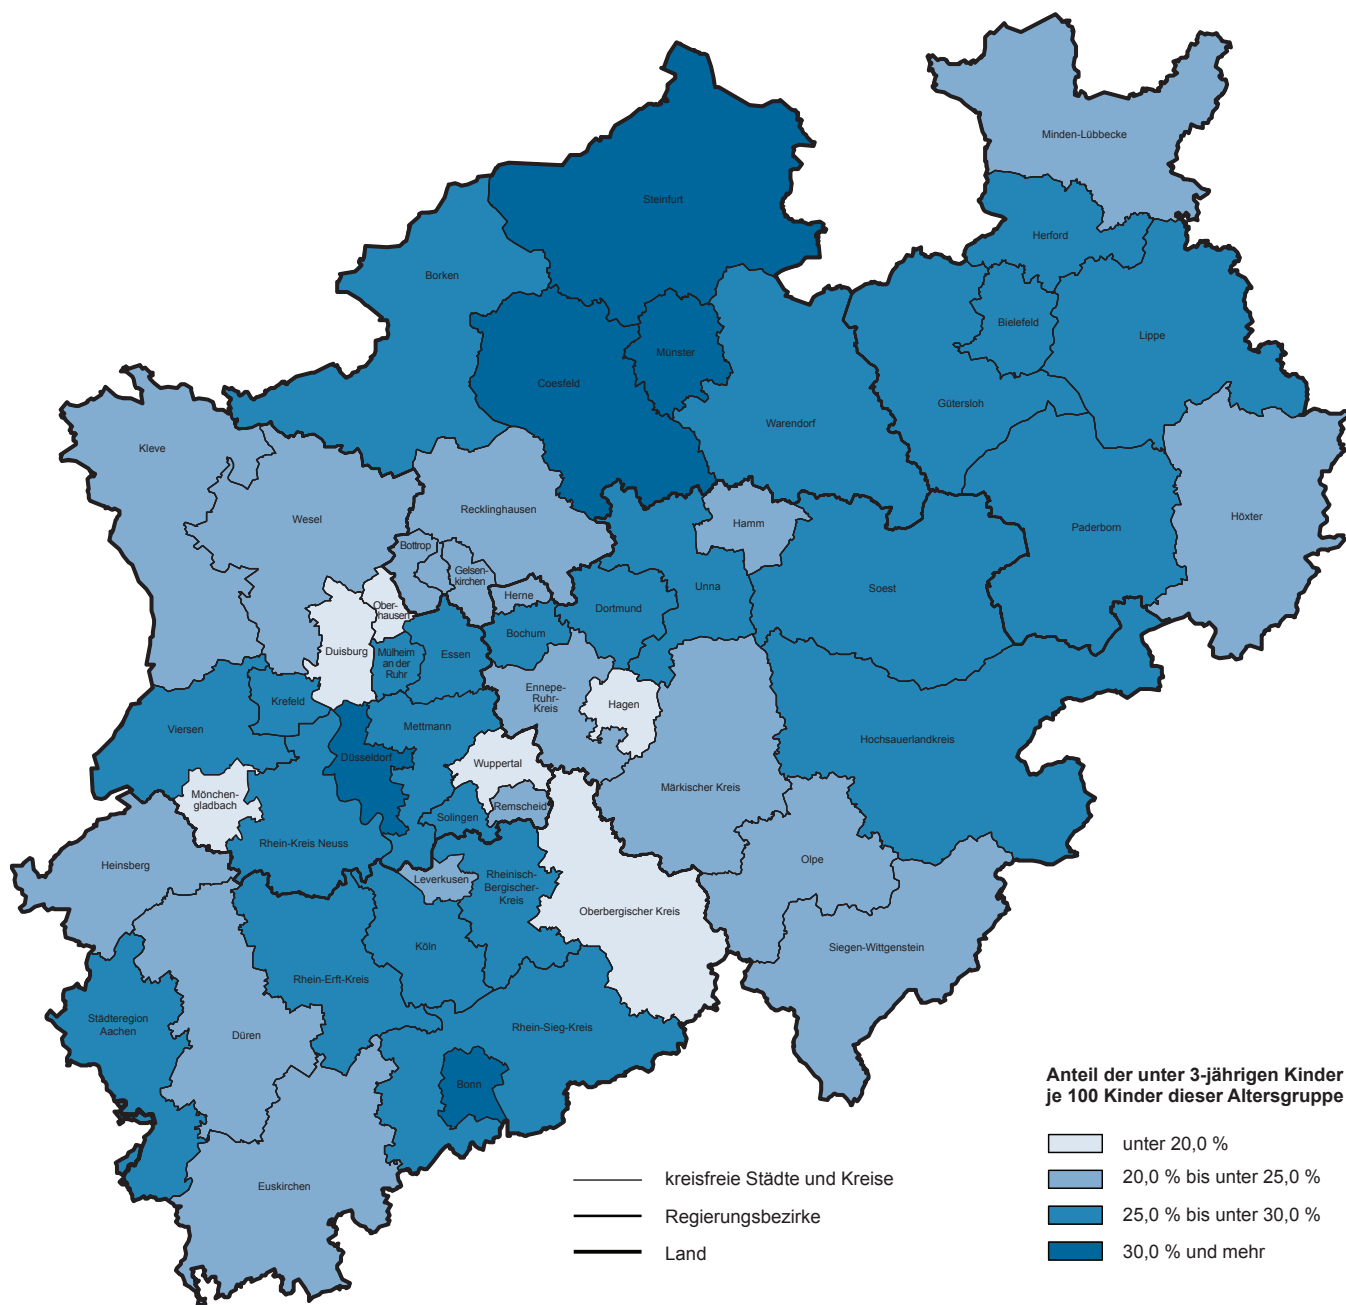 Minden-Lübbecke
Steinfurt
Herford
Borken
Bielefeld
Lippe
Münster
Coesfeld
Gütersloh
Warendorf
Kleve
Recklinghausen
Wesel
Hamm
Höxter
Paderborn
Bottrop
Gelsen-
kirchen
Soest
Unna
Herne
Ober-
hausen
Dortmund
Bochum
Duisburg
Mülheim
an der
Ruhr
Essen
Ennepe-
Ruhr-
Kreis
Hagen
Krefeld
Viersen
Mettmann
Hochsauerlandkreis
Düsseldorf
Wuppertal
Mönchen-
gladbach
Märkischer Kreis
Remscheid
Solingen
Rhein-Kreis Neuss
Heinsberg
Olpe
Leverkusen
Rheinisch-
Bergischer-
Kreis
Oberbergischer Kreis
Köln
Siegen-Wittgenstein
Rhein-Erft-Kreis
Städteregion
Aachen
Düren
Rhein-Sieg-Kreis
Bonn
Euskirchen
kreisfreie Städte und Kreise
Regierungsbezirke
Land
Anteil der unter 3-jährigen Kinder
je 100 Kinder dieser Altersgruppe
unter 20,0 %
20,0 % bis unter 25,0 %
25,0 % bis unter 30,0 %
30,0 % und mehr